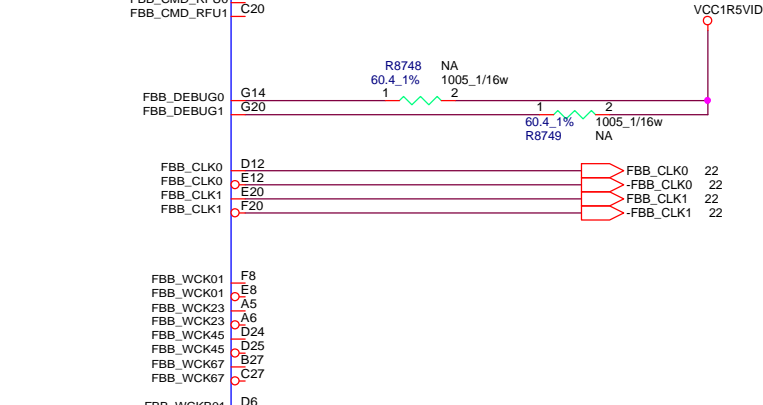 FBB_CMD_RFU0
FBB_CMD_RFU1 C20
VCC1R5VID
R8748 NA
60.4_1% 1005_1/16w
FBB_DEBUG0 G14 1 2
FBB_DEBUG1 G20 1 2
60.4_1% 1005_1/16w
R8749 NA
FBB_CLK0 D12 FBB_CLK0 22
FBB_CLK0 E12 -FBB_CLK0 22
FBB_CLK1 E20 FBB_CLK1 22
FBB_CLK1 F20 -FBB_CLK1 22
FBB_WCK01 F8
FBB_WCK01 E8
FBB_WCK23 A5
FBB_WCK23 A6
FBB_WCK45 D24
FBB_WCK45 D25
FBB_WCK67 B27
FBB_WCK67 C27
FBB_WCKB01 D6